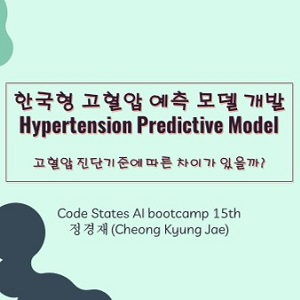 한국형 고혈압 예측 모델 개발
Hypertension Predictive Model
고혈압 진단기준에 따른 차이가 있을까?
Code States AI bootcamp 15th
정경재 (Cheong Kyung Jae)